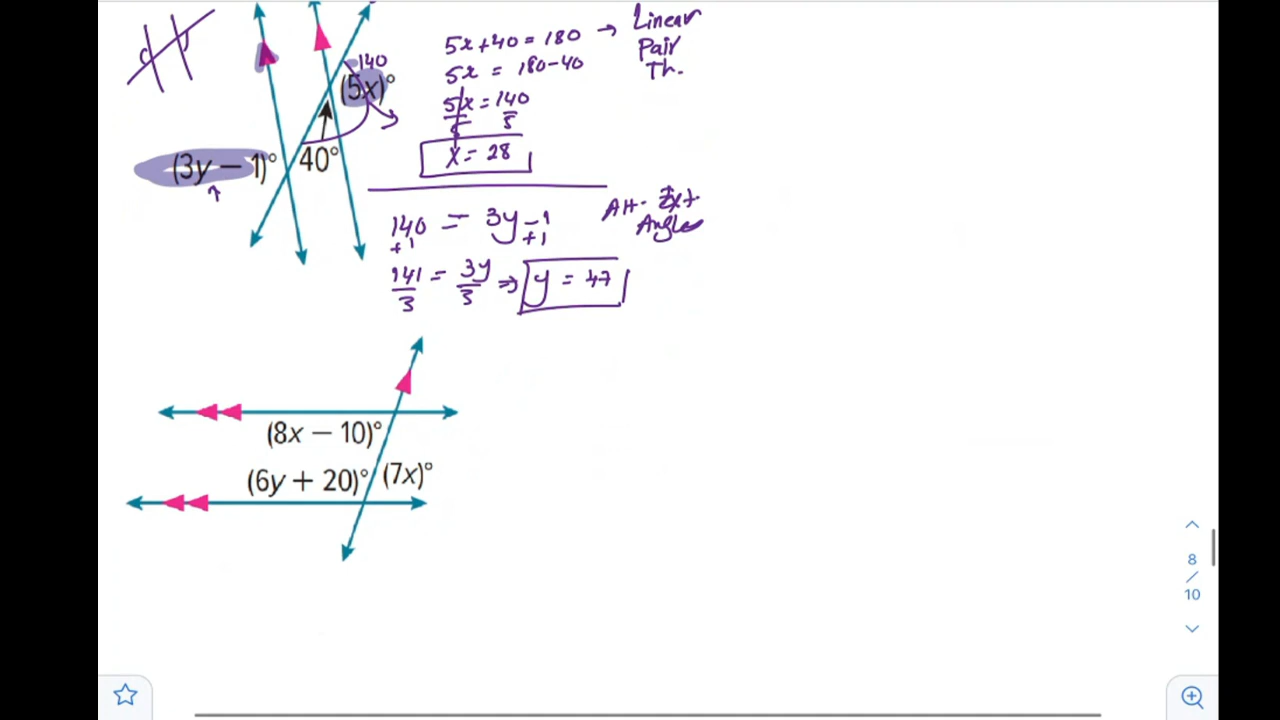 5x+40=180 → Linear
Pair
Th.
5x = 180-40
5x = 140
5 5
x = 28
140
(5x)°
(3y – 1)°
40°
140 = 3y-1
+1 +1
Alt- Ext
Angles
141 = 3y ⇒ y = 47
3 3
(8x – 10)°
(6y + 20)°
(7x)°
8
/
10